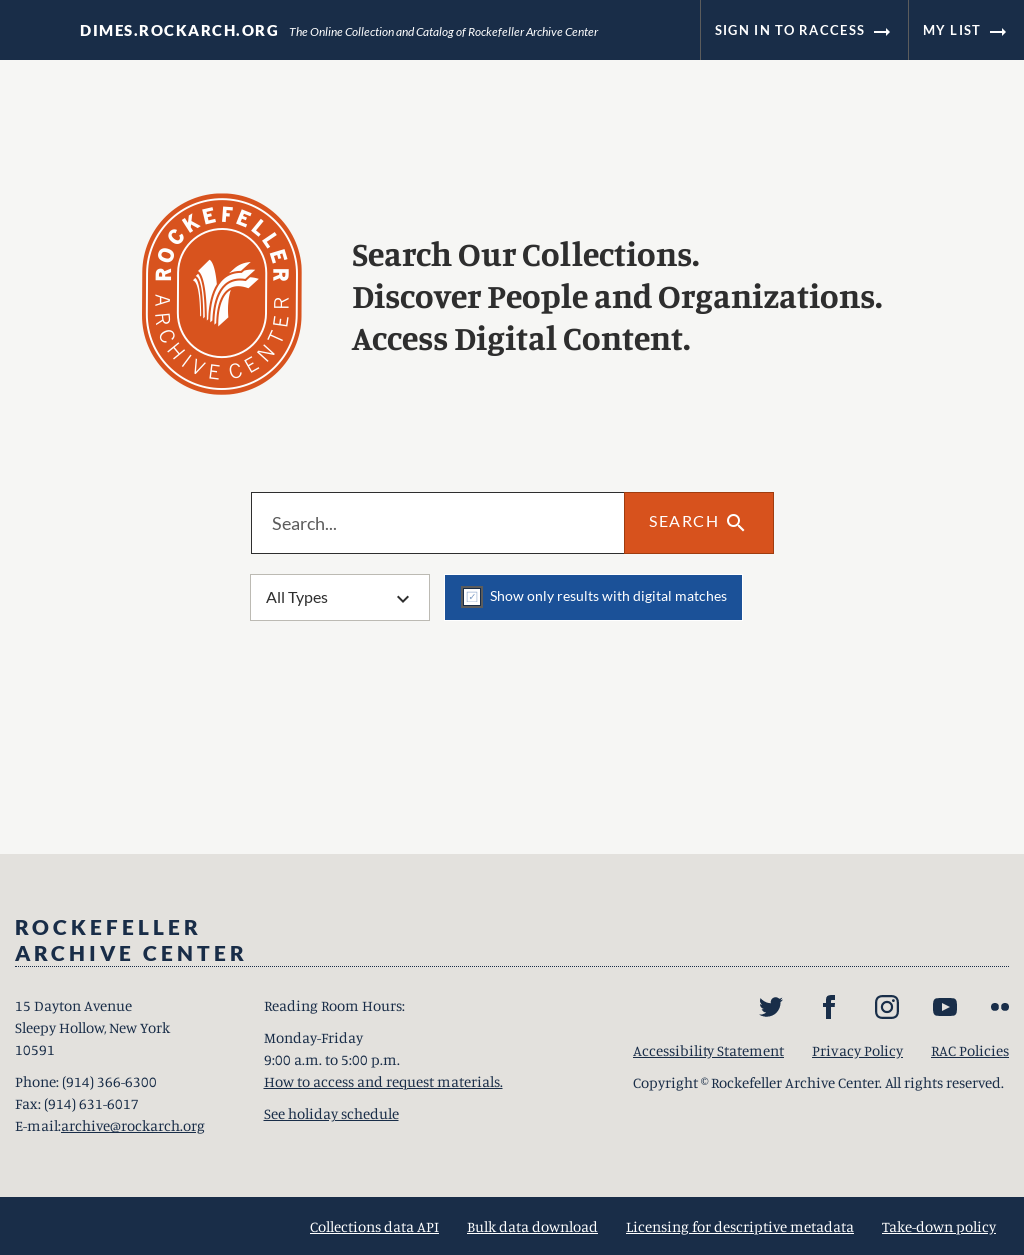 DIMES.ROCKARCH.ORG The Online Collection and Catalog of Rockefeller Archive Center SIGN IN TO RACCESS MY LIST
ROCKEFELLER
ARCHIVE CENTER
Search Our Collections.
Discover People and Organizations.
Access Digital Content.
Search...
SEARCH
All Types
Show only results with digital matches
ROCKEFELLER
ARCHIVE CENTER
15 Dayton Avenue
Sleepy Hollow, New York
10591
Phone: (914) 366-6300
Fax: (914) 631-6017
E-mail:archive@rockarch.org
Reading Room Hours:
Monday-Friday
9:00 a.m. to 5:00 p.m.
How to access and request materials.
See holiday schedule
Accessibility Statement Privacy Policy RAC Policies
Copyright © Rockefeller Archive Center. All rights reserved.
Collections data API Bulk data download Licensing for descriptive metadata Take-down policy